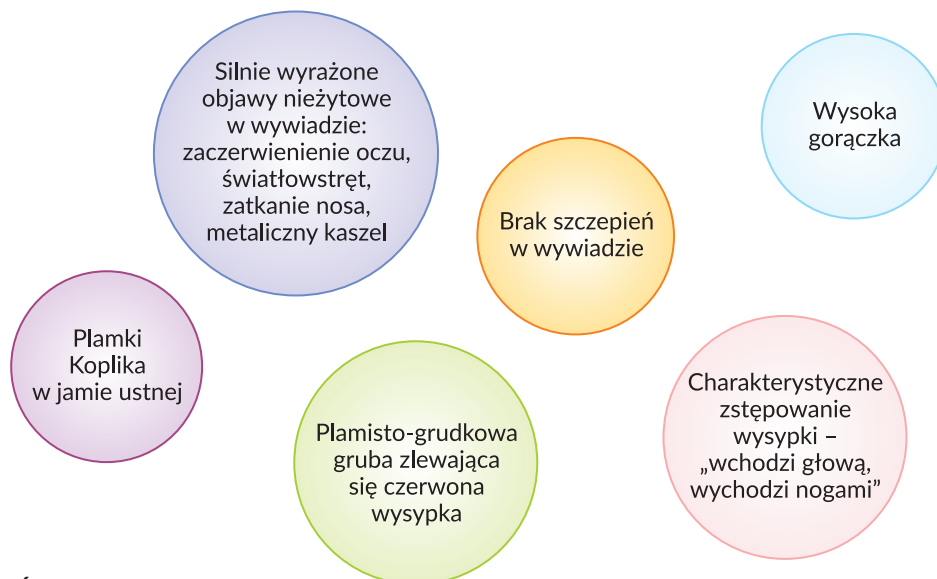 Silnie wyrażone
objawy nieżytowe
w wywiadzie:
zaczerwienienie oczu,
światłowstręt,
zatkanie nosa,
metaliczny kaszel
Wysoka
gorączka
Brak szczepień
w wywiadzie
Plamki
Koplika
w jamie ustnej
Plamisto-grudkowa
gruba zlewająca
się czerwona
wysypka
Charakterystyczne
zstępowanie
wysypki –
„wchodzi głową,
wychodzi nogami”